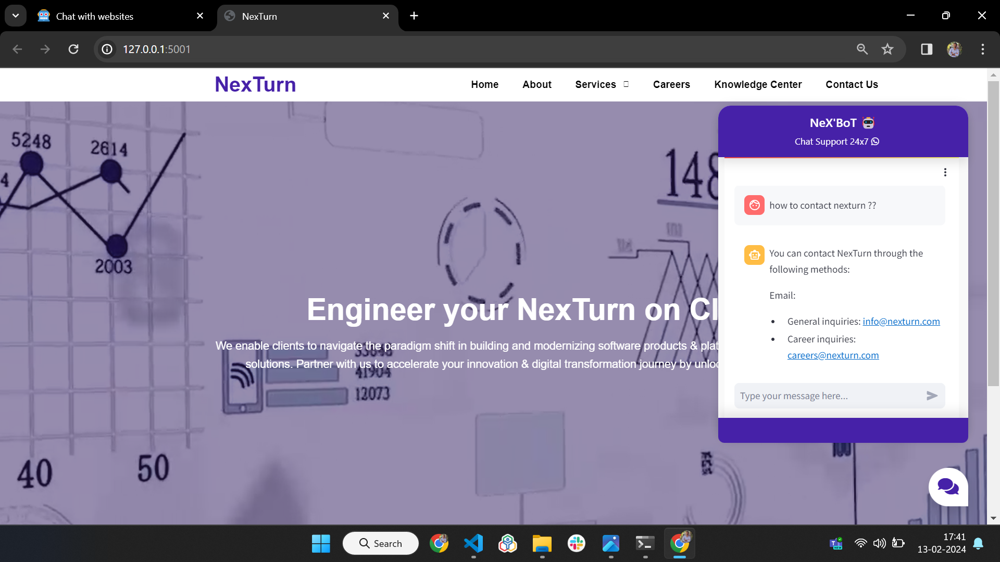 Chat with websites
NexTurn
127.0.0.1:5001
NexTurn
Home
About
Services
Careers
Knowledge Center
Contact Us
NeX'BoT
Chat Support 24x7
5248
2614
4
148
how to contact nexturn ??
You can contact NexTurn through the
following methods:
2003
Email:
Engineer your NexTurn on Cl
General inquiries: info@nexturn.com
We enable clients to navigate the paradigm shift in building and modernizing software products & plat
Career inquiries:
careers@nexturn.com
solutions. Partner with us to accelerate your innovation & digital transformation journey by unloc
41904
12073
Type your message here...
40
50
Search
17:41
13-02-2024